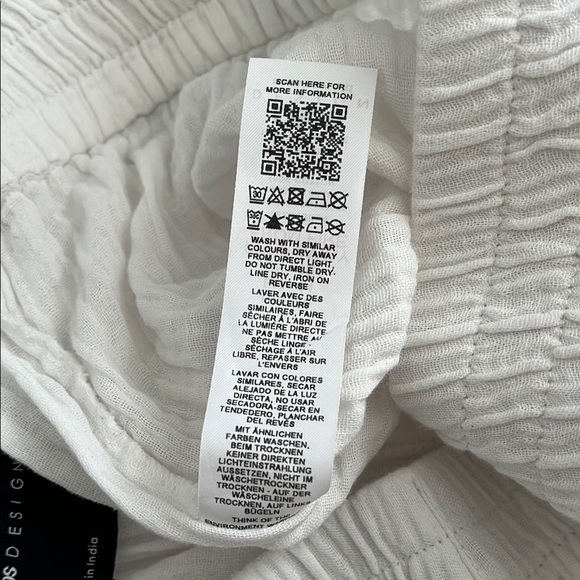 SCAN HERE FOR
MORE INFORMATION
30
WASH WITH SIMILAR
COLOURS, DRY AWAY
FROM DIRECT LIGHT,
DO NOT TUMBLE DRY,
LINE DRY, IRON ON
REVERSE
LAVER AVEC DES
COULEURS
SIMILAIRES, FAIRE
SÉCHER À L'ABRI DE
LA LUMIÈRE DIRECTE
NE PAS METTRE AU
SÈCHE LINGE -
SÉCHAGE À L'AIR
LIBRE, REPASSER SUR
L'ENVERS
LAVAR CON COLORES
SIMILARES, SECAR
ALEJADO DE LA LUZ
DIRECTA, NO USAR
SECADORA-SECAR EN
TENDEDERO, PLANCHAR
DEL REVÉS
MIT ÄHNLICHEN
FARBEN WASCHEN,
BEIM TROCKNEN
KEINER DIREKTEN
LICHTEINSTRAHLUNG
AUSSETZEN, NICHT IM
WÄSCHETROCKNER
TROCKNEN - AUF DER
WÄSCHELEINE
TROCKNEN, AUF LINKS
BÜGELN
THINK OF THE
ENVIRONMENT
DESIGN
in India